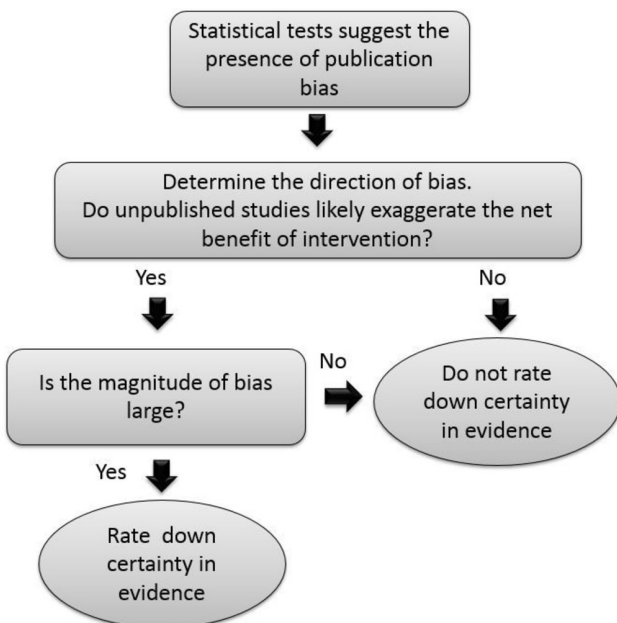 Statistical tests suggest the
presence of publication
bias
Determine the direction of bias.
Do unpublished studies likely exaggerate the net
benefit of intervention?
Yes
No
Is the magnitude of bias
large?
No
Do not rate
down certainty
in evidence
Yes
Rate down
certainty in
evidence